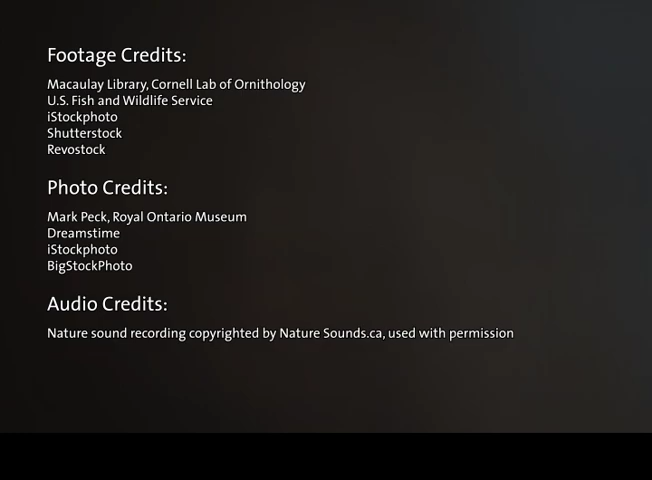 Footage Credits:
Macaulay Library, Cornell Lab of Ornithology
U.S. Fish and Wildlife Service
iStockphoto
Shutterstock
Revostock
Photo Credits:
Mark Peck, Royal Ontario Museum
Dreamstime
iStockphoto
BigStockPhoto
Audio Credits:
Nature sound recording copyrighted by Nature Sounds.ca, used with permission